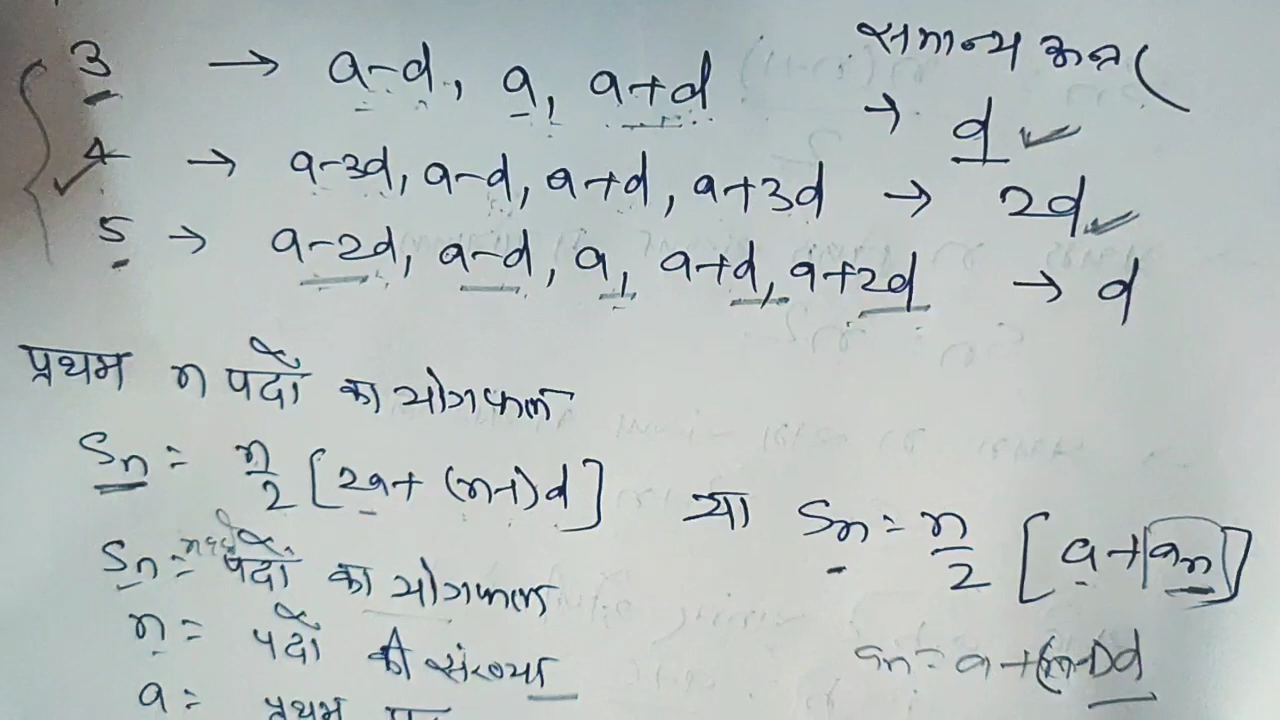 सामान्य अन्तर
3 → a-d, a, a+d → d ✓
4 → a-3d, a-d, a+d, a+3d → 2d ✓
5 → a-2d, a-d, a, a+d, a+2d → d
प्रथम n पदों का योगफल
Sn = n/2 [2a+(n-1)d] या Sn = n/2 [a+an]
Sn = पदों का योगफल
n = पदों की संख्या an = a+(n-1)d
a = प्रथम